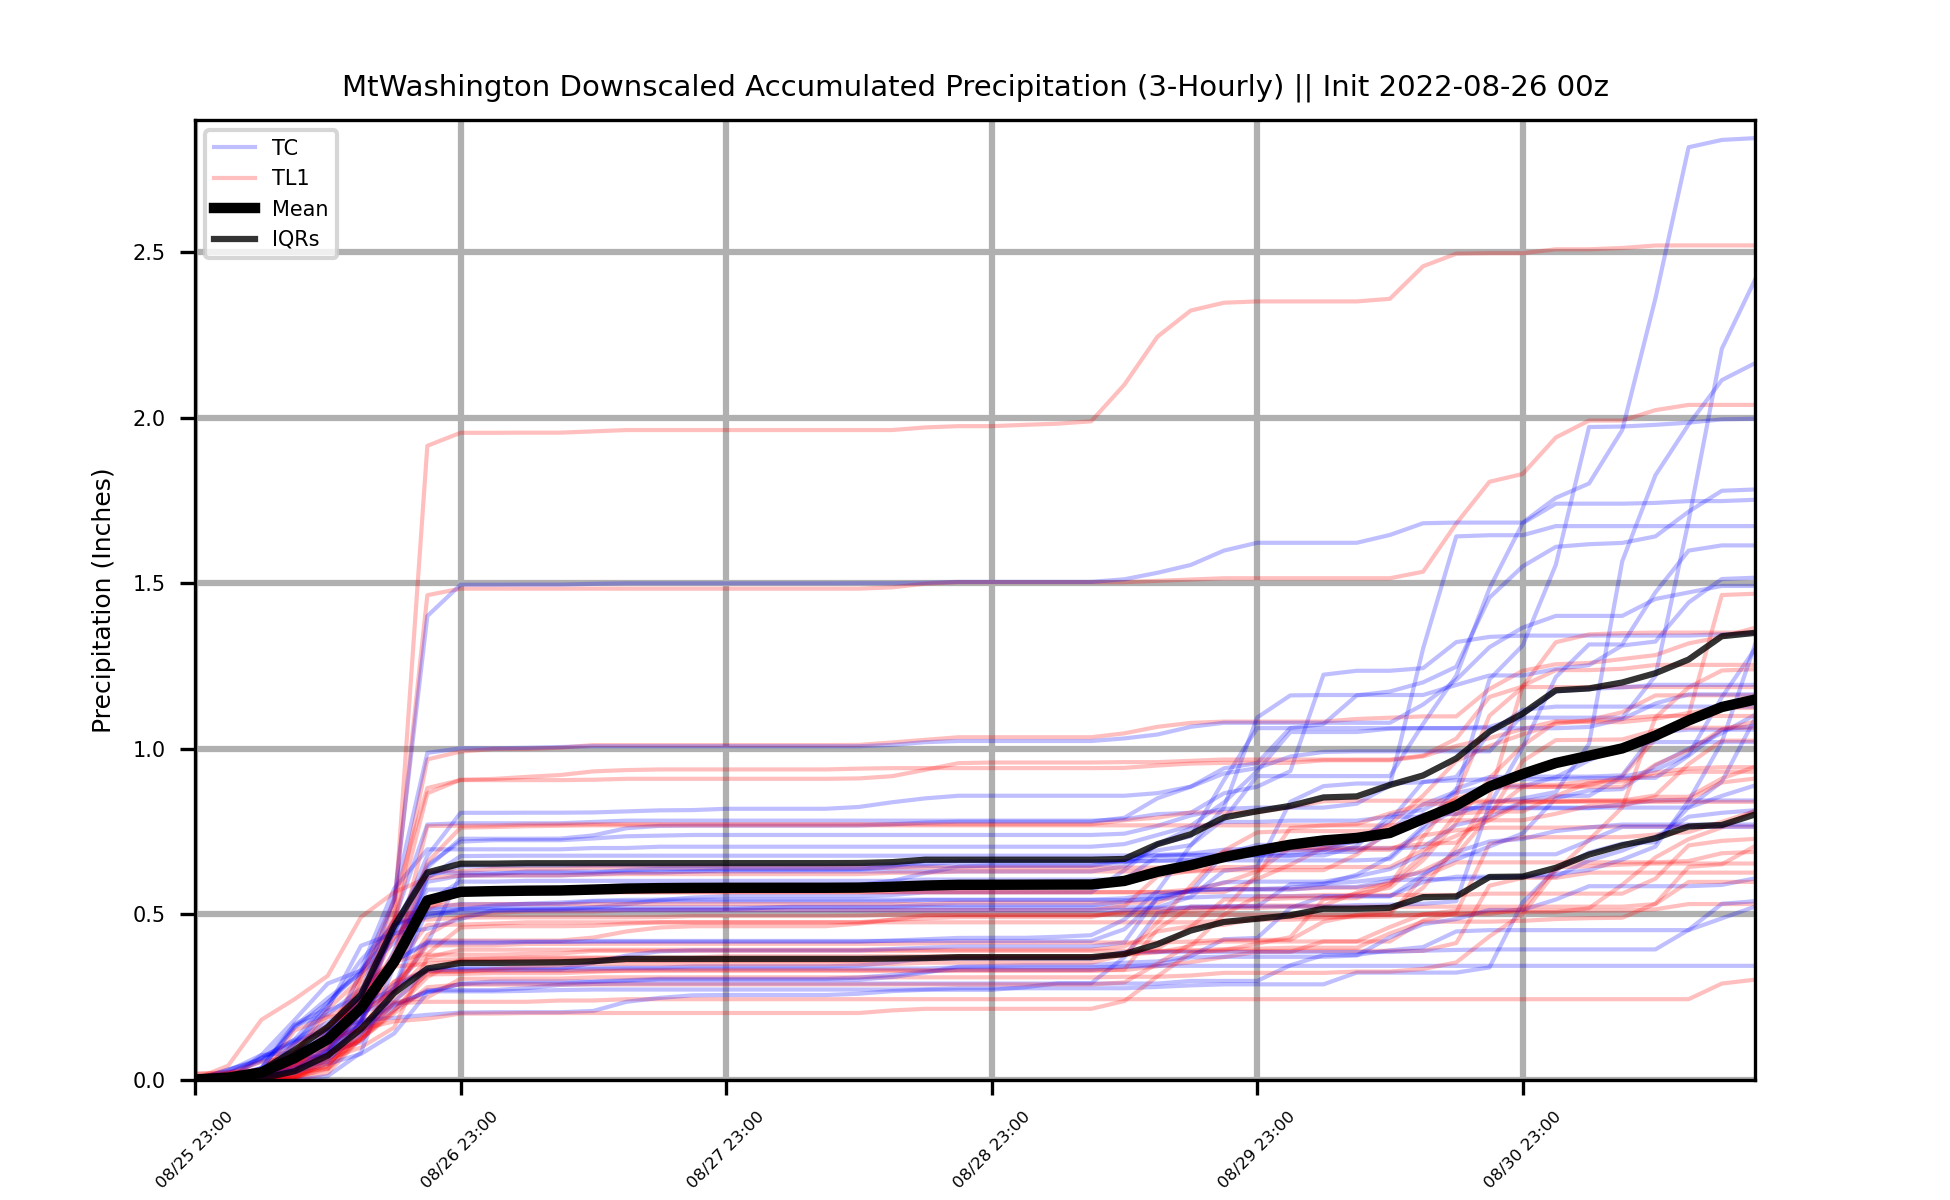 MtWashington Downscaled Accumulated Precipitation (3-Hourly) || Init 2022-08-26 00z
TC
TL1
Mean
IQRs
Precipitation (Inches)
2.5
2.0
1.5
1.0
0.5
0.0
08/25 23:00
08/26 23:00
08/27 23:00
08/28 23:00
08/29 23:00
08/30 23:00